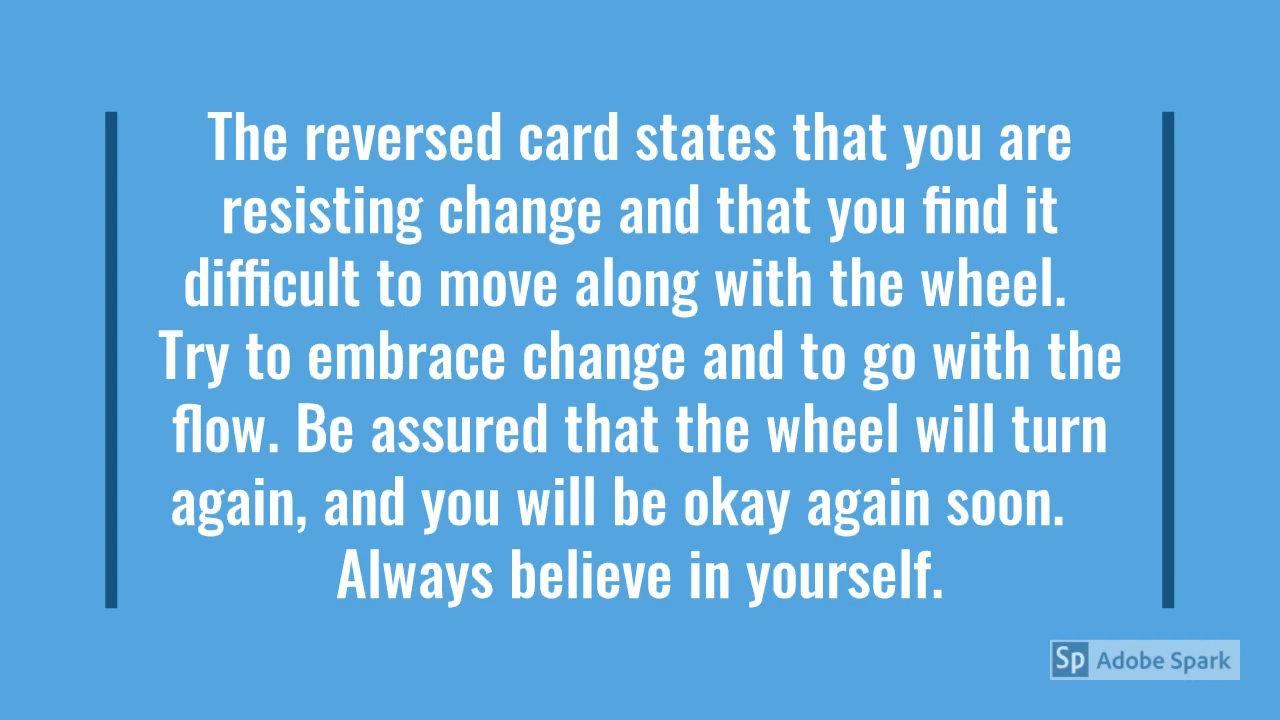 The reversed card states that you are
resisting change and that you find it
difficult to move along with the wheel.
Try to embrace change and to go with the
flow. Be assured that the wheel will turn
again, and you will be okay again soon.
Always believe in yourself.
Sp Adobe Spark